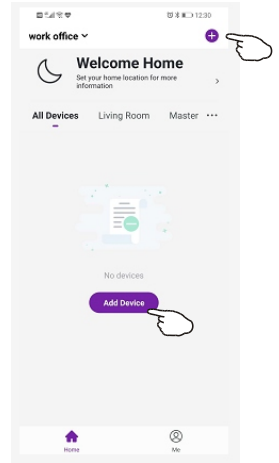 12:30
work office
Welcome Home
Set your home location for more
information
All Devices Living Room Master ···
No devices
Add Device
Home Me